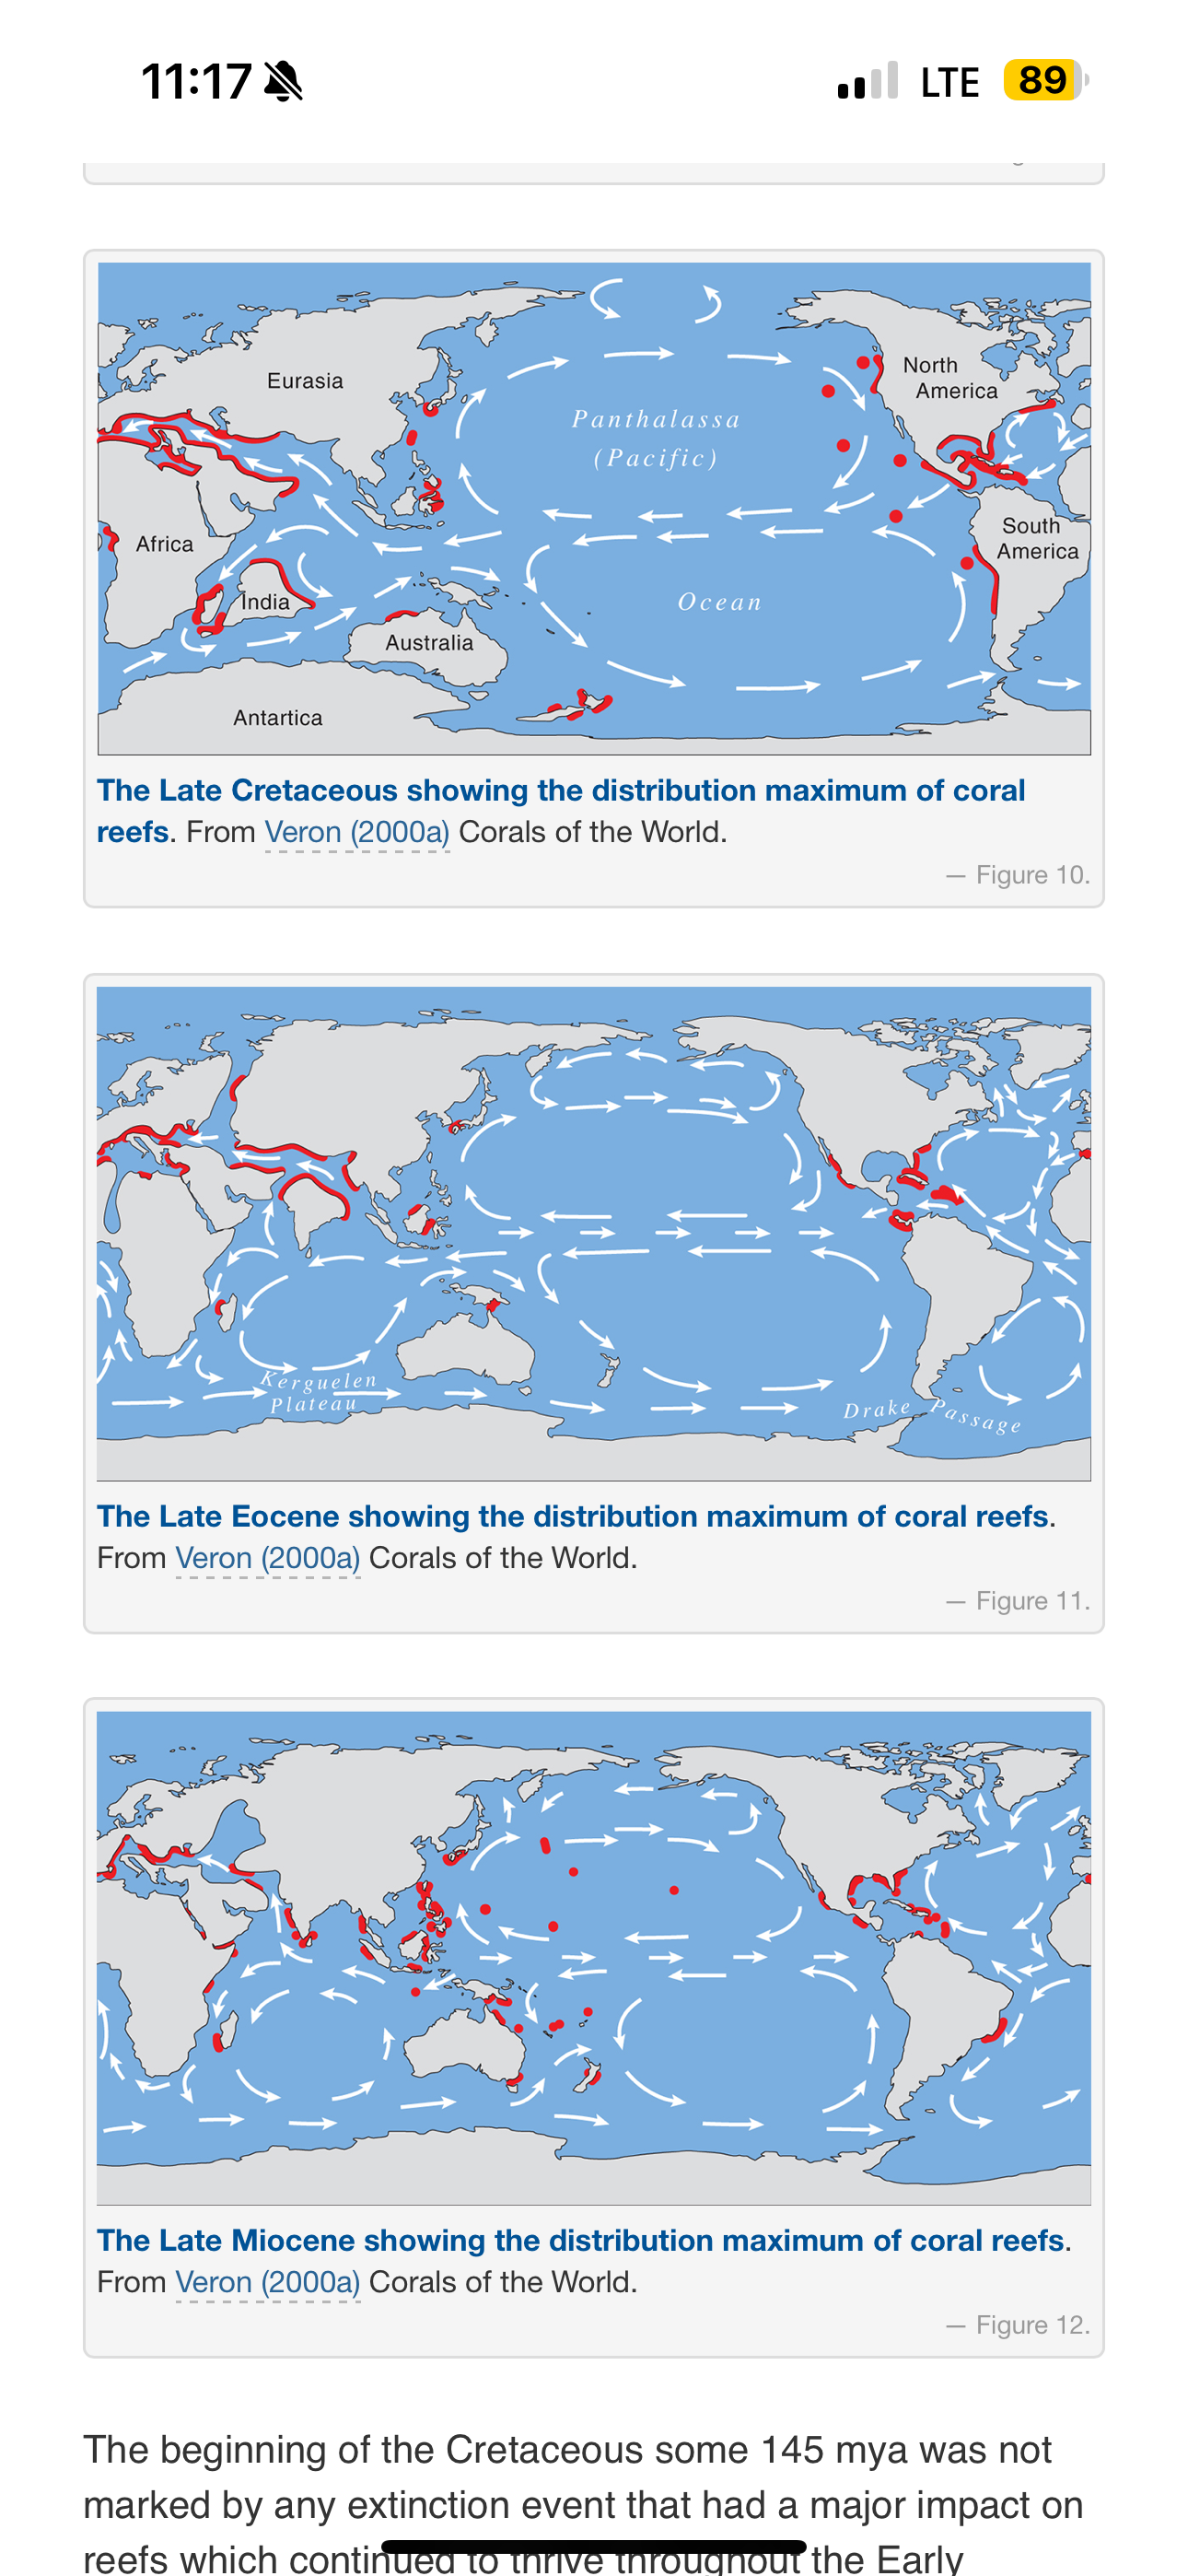 11:17
LTE
89
Eurasia
North
America
Panthalassa
(Pacific)
Africa
India
South
America
Ocean
Australia
Antartica
The Late Cretaceous showing the distribution maximum of coral
reefs. From Veron (2000a) Corals of the World.
— Figure 10.
Kerguelen
Plateau
Drake Passage
The Late Eocene showing the distribution maximum of coral reefs.
From Veron (2000a) Corals of the World.
— Figure 11.
The Late Miocene showing the distribution maximum of coral reefs.
From Veron (2000a) Corals of the World.
— Figure 12.
The beginning of the Cretaceous some 145 mya was not
marked by any extinction event that had a major impact on
reefs which continued to thrive throughout the Early